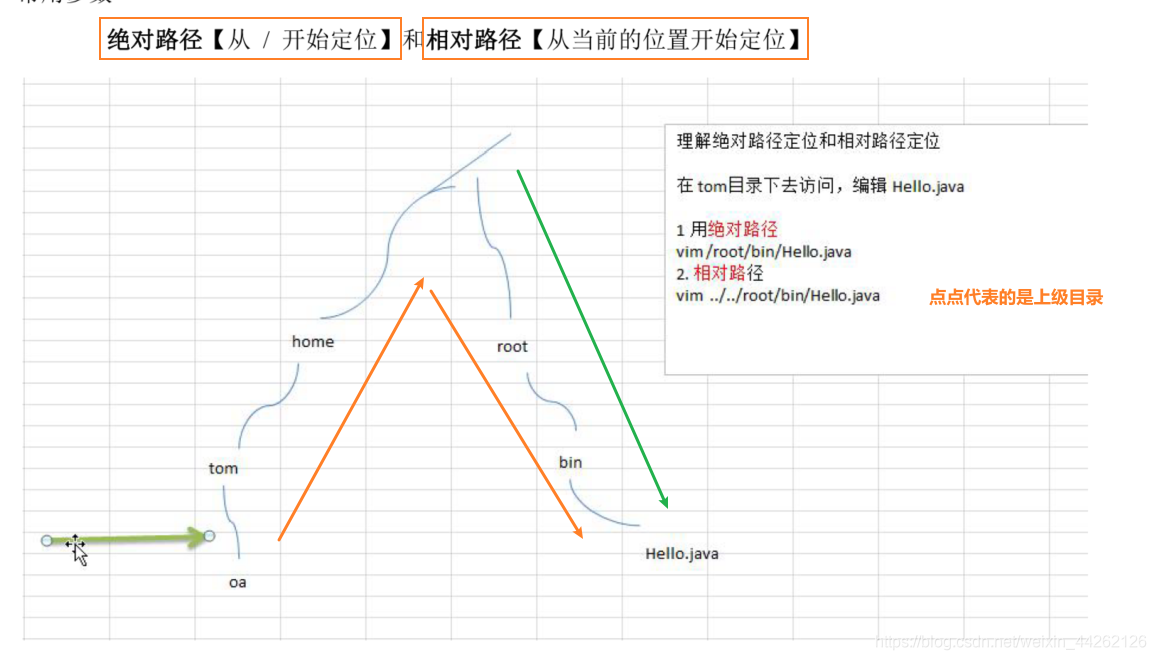 绝对路径【从 / 开始定位】和相对路径【从当前的位置开始定位】
理解绝对路径定位和相对路径定位
在 tom目录下去访问，编辑 Hello.java
1 用绝对路径
vim /root/bin/Hello.java
2. 相对路径
vim ../../root/bin/Hello.java
点点代表的是上级目录
home
root
tom
bin
Hello.java
oa
https://blog.csdn.net/weixin_44262126